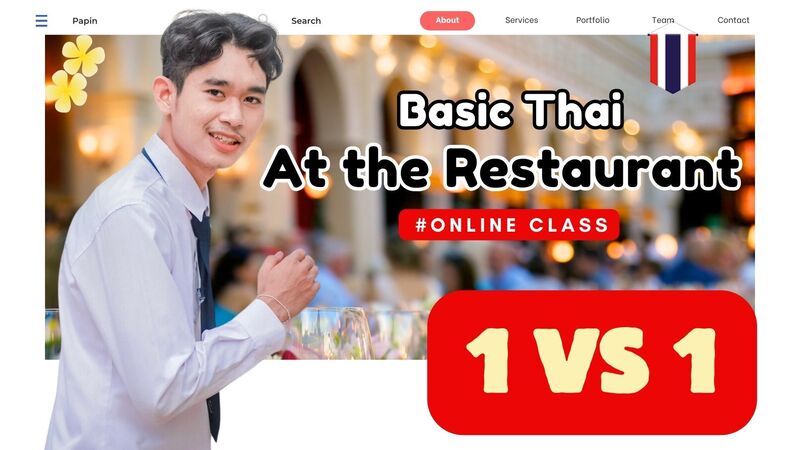 Papin Search About Services Portfolio Team Contact
Basic Thai
At the Restaurant
#ONLINE CLASS
1 VS 1